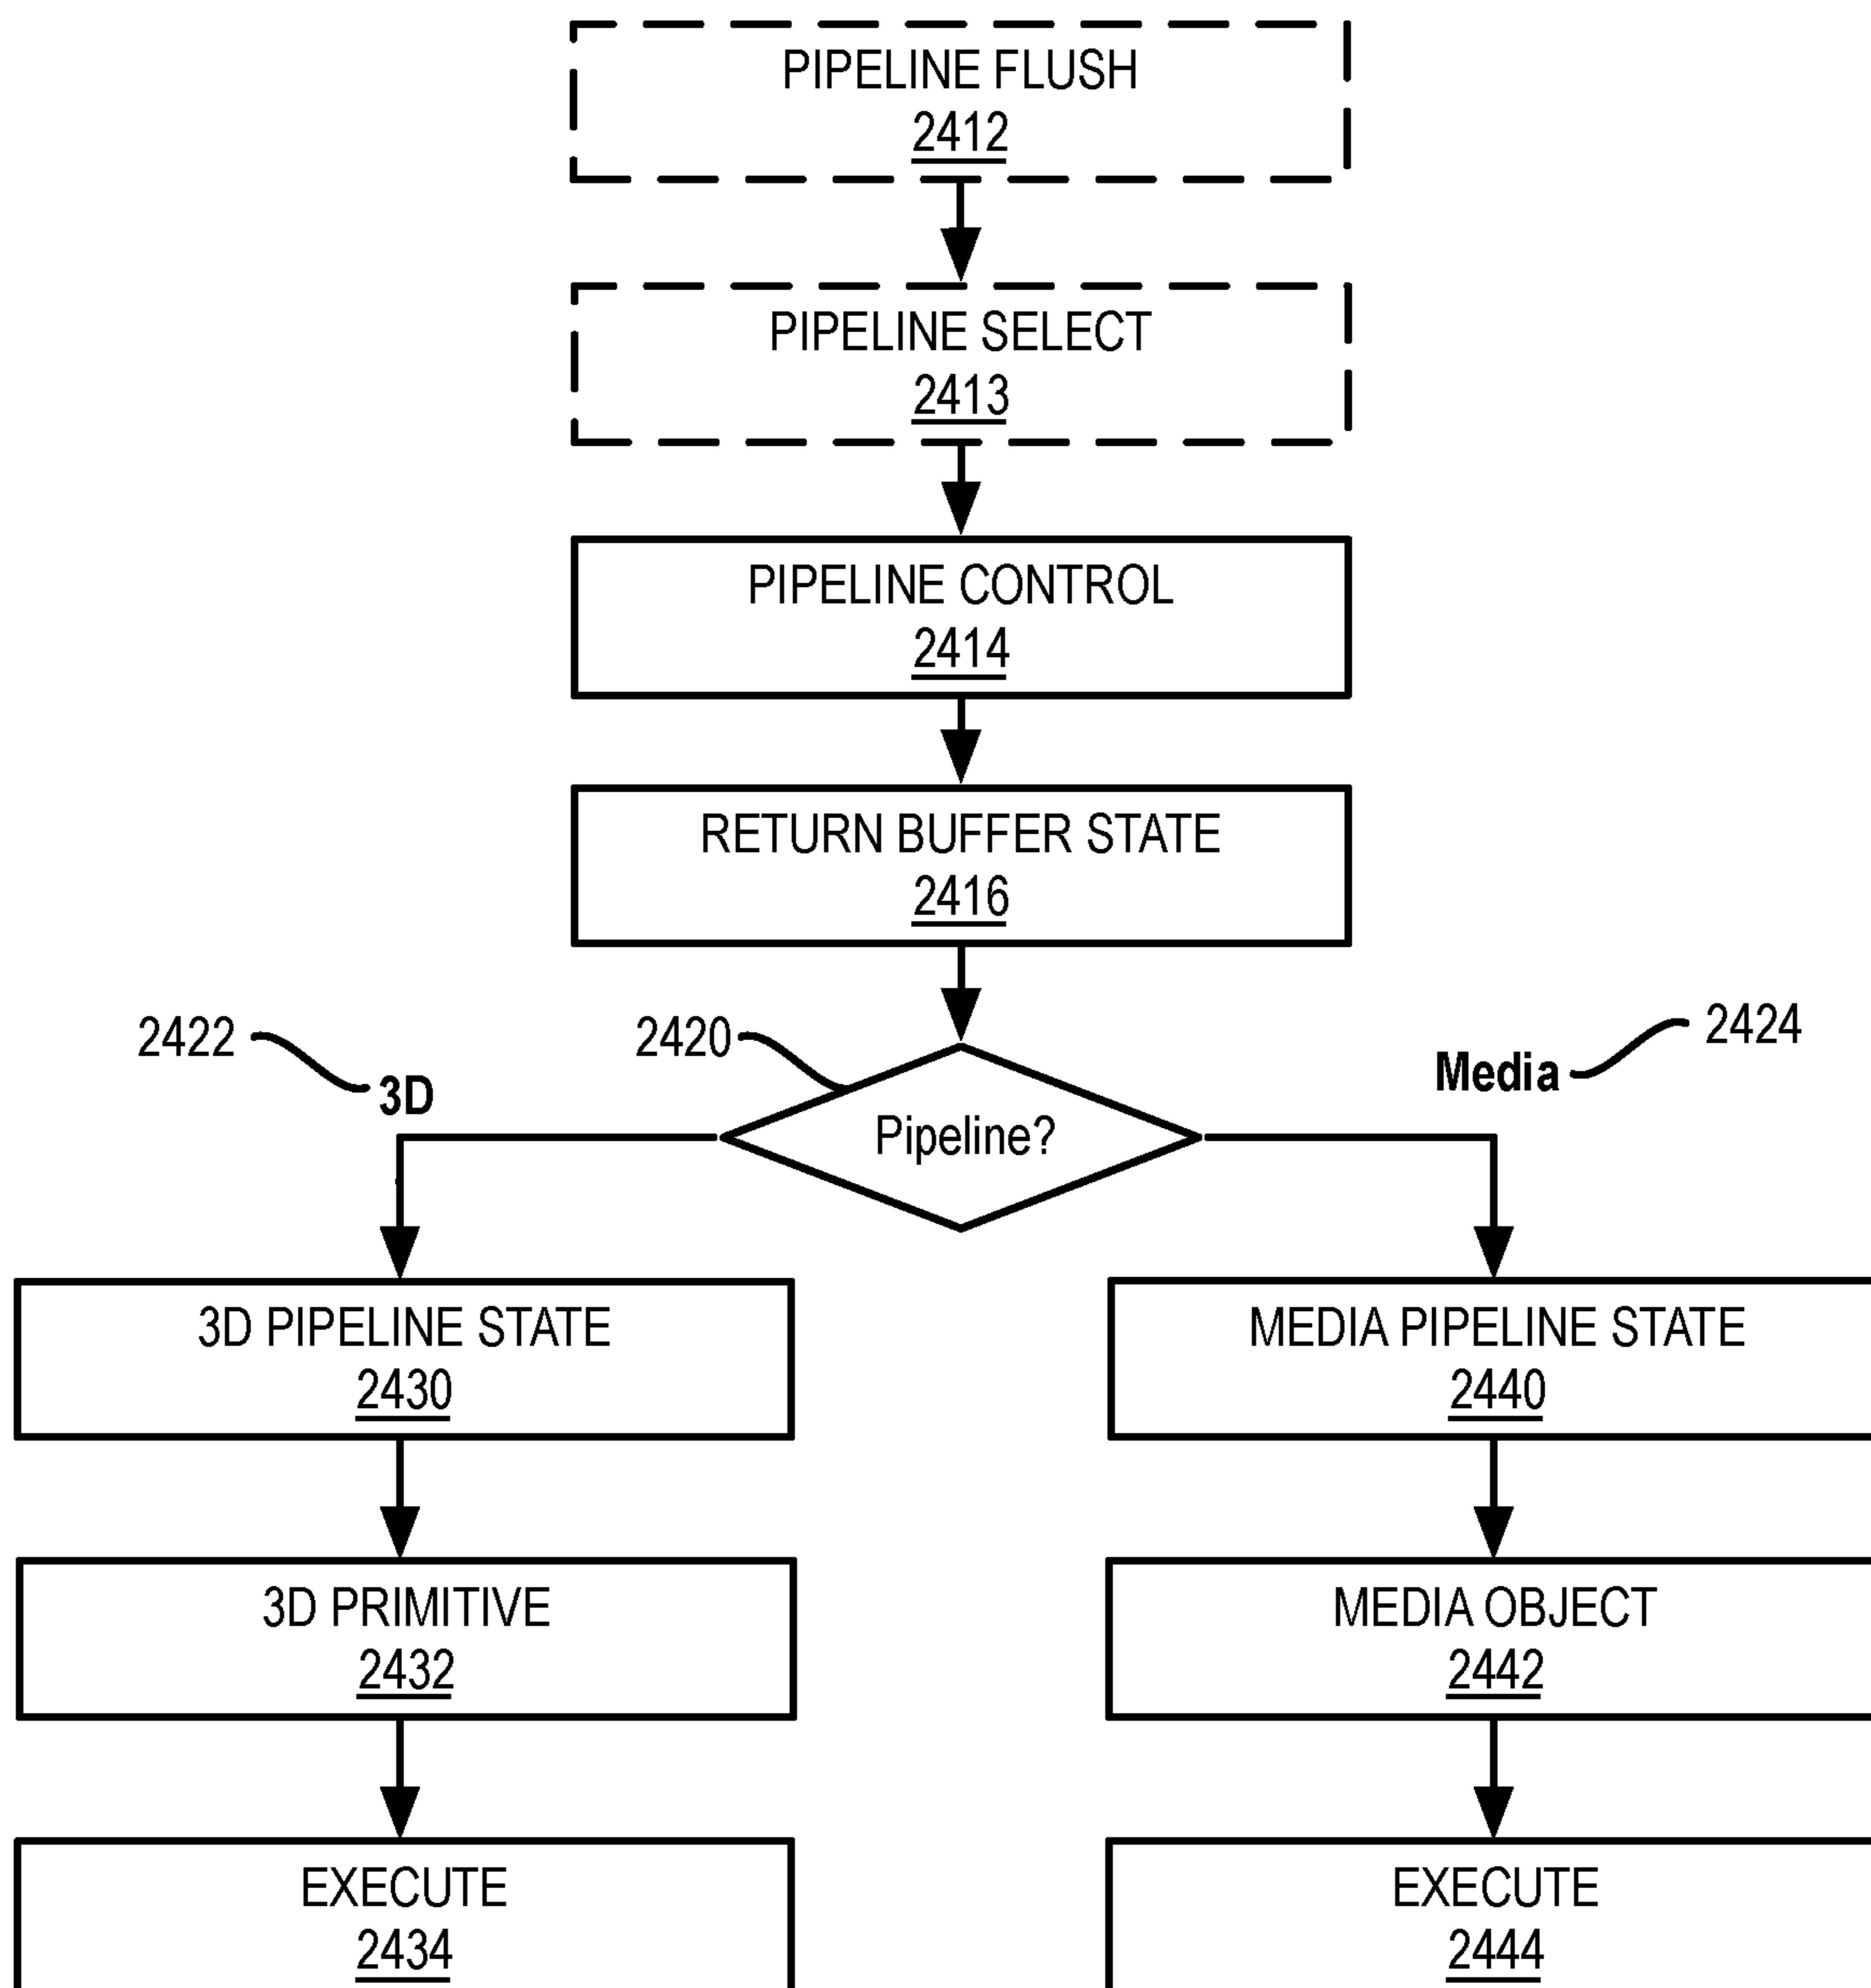 PIPELINE FLUSH
2412
PIPELINE SELECT
2413
PIPELINE CONTROL
2414
RETURN BUFFER STATE
2416
2422
3D
2420
Pipeline?
Media
2424
3D PIPELINE STATE
2430
MEDIA PIPELINE STATE
2440
3D PRIMITIVE
2432
MEDIA OBJECT
2442
EXECUTE
2434
EXECUTE
2444